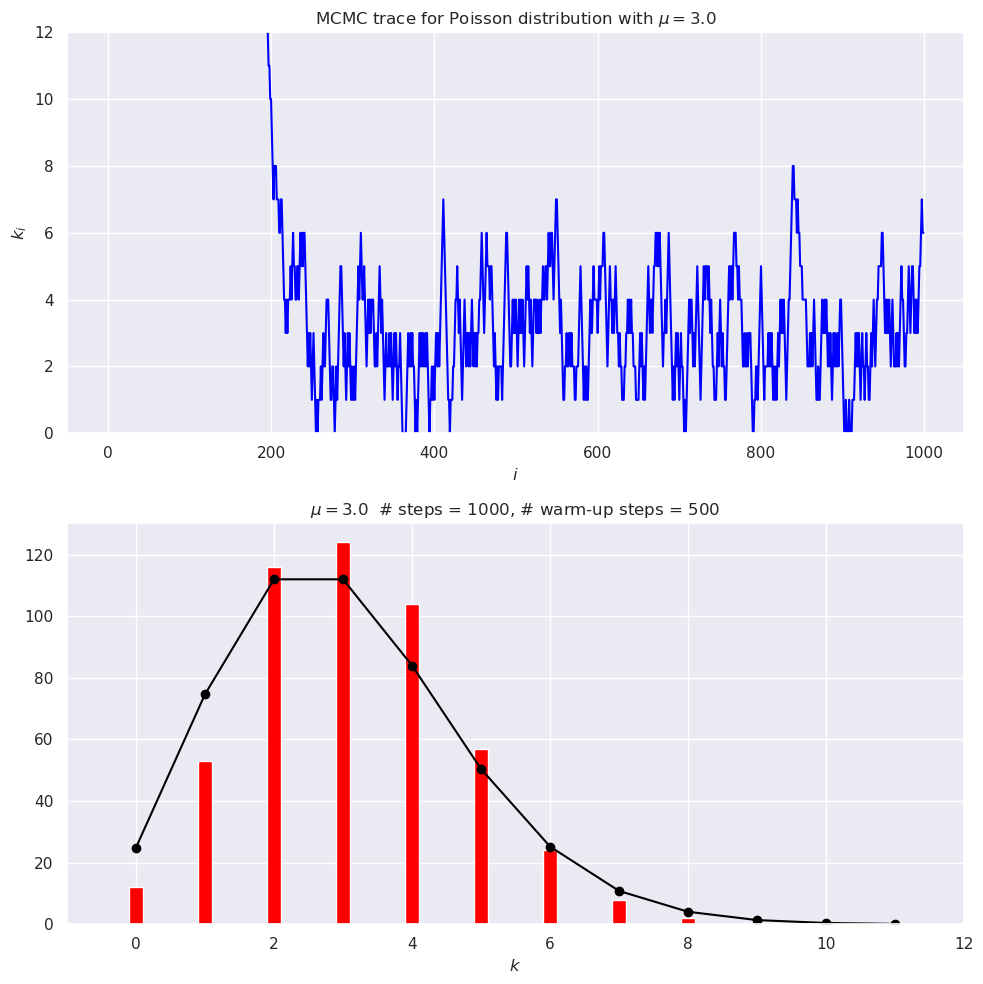 MCMC trace for Poisson distribution with μ = 3.0
12
10
8
6
4
2
0
k_i
0 200 400 600 800 1000
i
μ = 3.0 # steps = 1000, # warm-up steps = 500
120
100
80
60
40
20
0
0 2 4 6 8 10 12
k